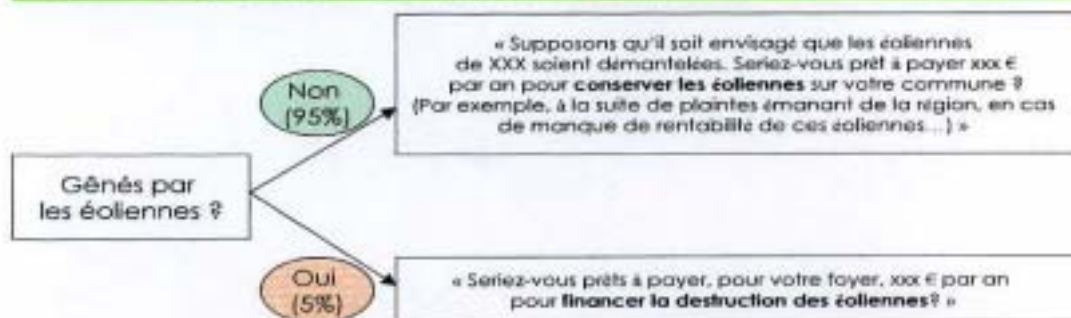 « Supposons qu'il soit envisagé que les éoliennes
de XXX soient démantelées. Seriez-vous prêt à payer xxx €
par an pour conserver les éoliennes sur votre commune ?
(Par exemple, à la suite de plaintes émanant de la région, en cas
de manque de rentabilité de ces éoliennes…) »
Non
(95%)
Gênés par
les éoliennes ?
Oui
(5%)
« Seriez-vous prêts à payer, pour votre foyer, xxx € par an
pour financer la destruction des éoliennes? »